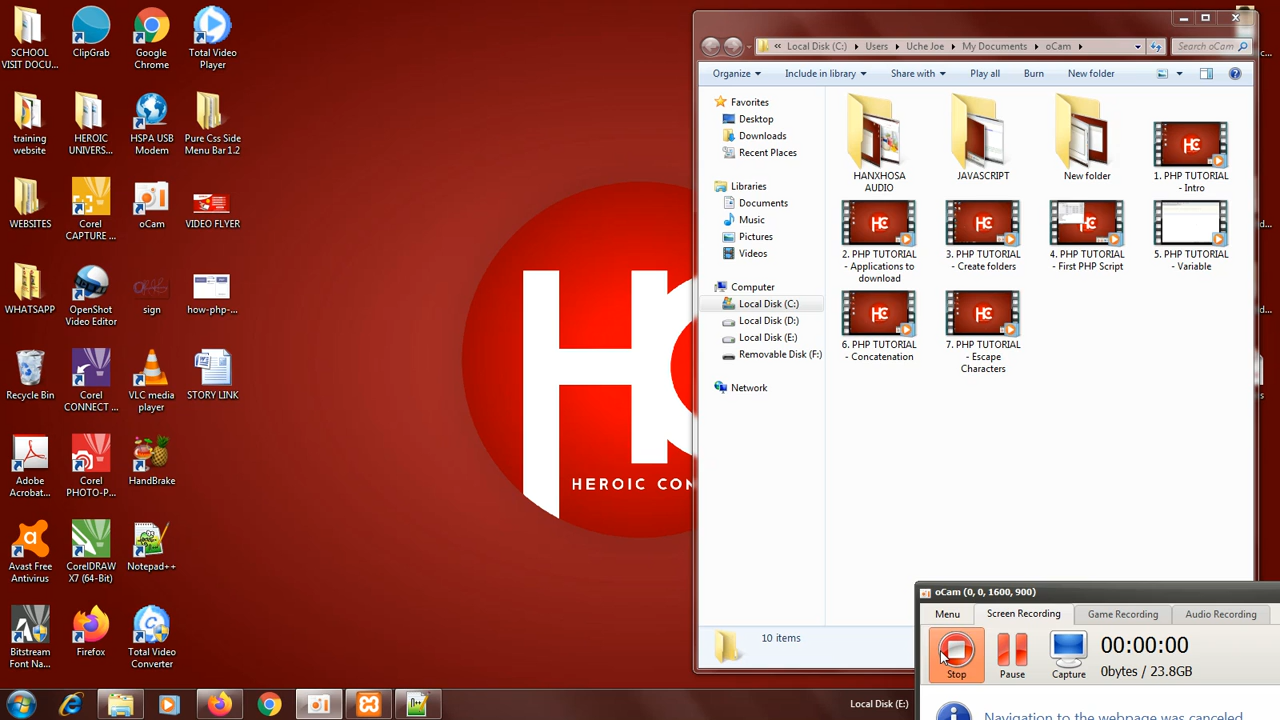 SCHOOL
VISIT DOCU...
ClipGrab
Google
Chrome
Total Video
Player
training
website
HEROIC
UNIVERS...
HSPA USB
Modem
Pure Css Side
Menu Bar 1.2
WEBSITES
Corel
CAPTURE ...
oCam
VIDEO FLYER
WHATSAPP
OpenShot
Video Editor
sign
how-php-...
Recycle Bin
Corel
CONNECT ...
VLC media
player
STORY LINK
Adobe
Acrobat...
Corel
PHOTO-P...
HandBrake
Avast Free
Antivirus
CorelDRAW
X7 (64-Bit)
Notepad++
Bitstream
Font Na...
Firefox
Total Video
Converter
HC
HEROIC CON
« Local Disk (C:) Users Uche Joe My Documents oCam
Search oCam
Organize Include in library Share with Play all Burn New folder
Favorites
Desktop
Downloads
Recent Places
Libraries
Documents
Music
Pictures
Videos
Computer
Local Disk (C:)
Local Disk (D:)
Local Disk (E:)
Removable Disk (F:)
Network
HANXHOSA
AUDIO
JAVASCRIPT
New folder
1. PHP TUTORIAL
- Intro
2. PHP TUTORIAL
- Applications to
download
3. PHP TUTORIAL
- Create folders
4. PHP TUTORIAL
- First PHP Script
5. PHP TUTORIAL
- Variable
6. PHP TUTORIAL
- Concatenation
7. PHP TUTORIAL
- Escape
Characters
10 items
oCam (0, 0, 1600, 900)
Menu Screen Recording Game Recording Audio Recording
Stop
Pause
Capture
00:00:00
0bytes / 23.8GB
Navigation to the webpage was canceled
Local Disk (E:)